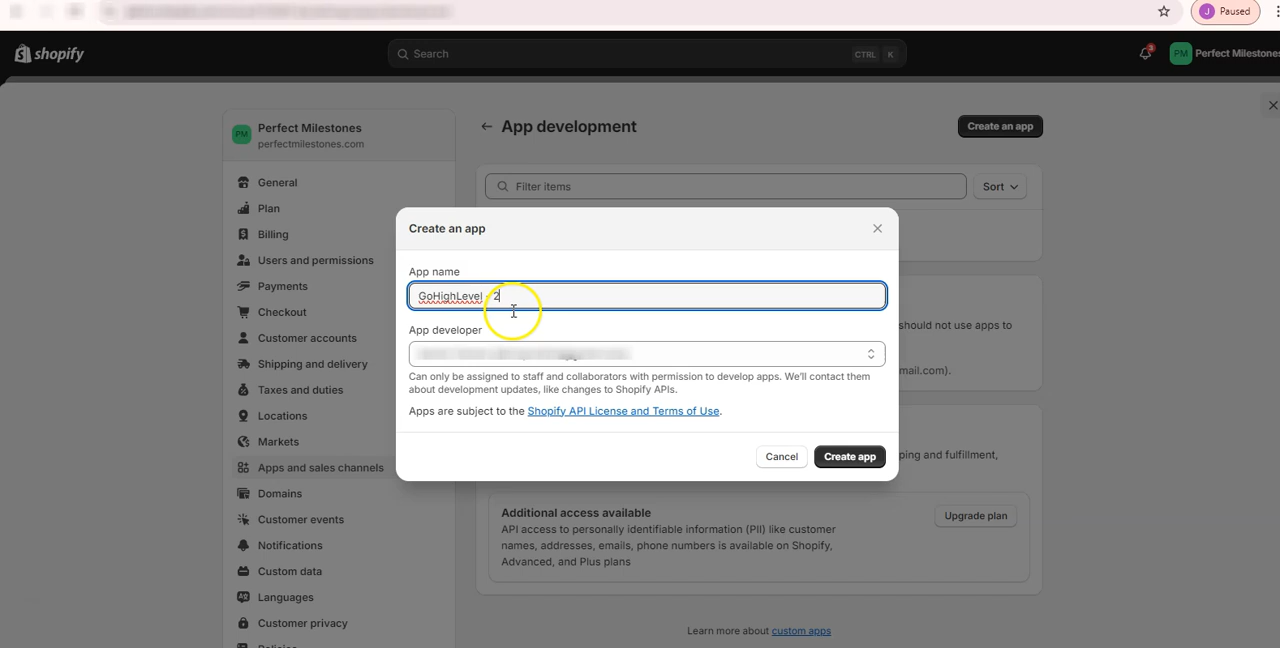 J Paused
shopify
Search
CTRL K
3
PM Perfect Milestones
PM Perfect Milestones
perfectmilestones.com
General
Plan
Billing
Users and permissions
Payments
Checkout
Customer accounts
Shipping and delivery
Taxes and duties
Locations
Markets
Apps and sales channels
Domains
Customer events
Notifications
Custom data
Languages
Customer privacy
App development
Create an app
Filter items
Sort
Create an app
App name
GoHighLevel - 2
App developer
Can only be assigned to staff and collaborators with permission to develop apps. We'll contact them
about development updates, like changes to Shopify APIs.
Apps are subject to the Shopify API License and Terms of Use.
Cancel
Create app
should not use apps to
mail.com).
ping and fulfillment,
Additional access available
Upgrade plan
API access to personally identifiable information (PII) like customer
names, addresses, emails, phone numbers is available on Shopify,
Advanced, and Plus plans
Learn more about custom apps